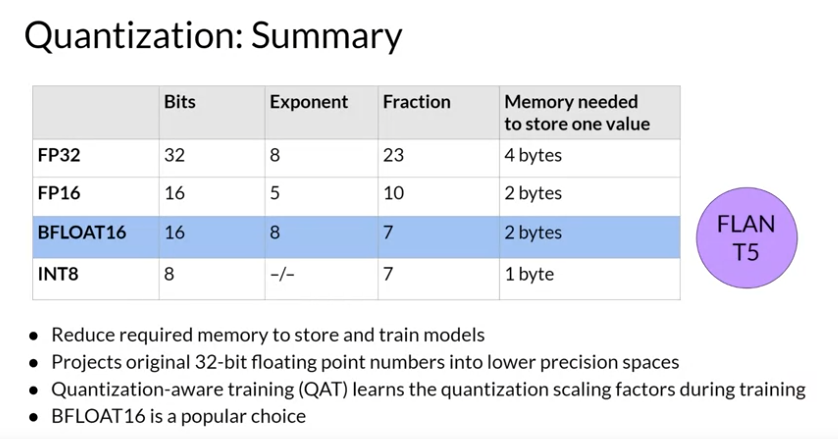 Quantization: Summary
Bits Exponent Fraction Memory needed
to store one value
FP32 32 8 23 4 bytes
FP16 16 5 10 2 bytes
BFLOAT16 16 8 7 2 bytes
INT8 8 -/- 7 1 byte
FLAN
T5
● Reduce required memory to store and train models
● Projects original 32-bit floating point numbers into lower precision spaces
● Quantization-aware training (QAT) learns the quantization scaling factors during training
● BFLOAT16 is a popular choice